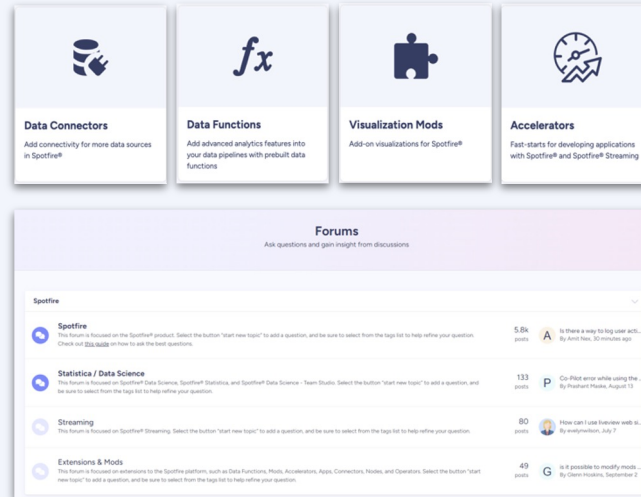 Data Connectors
Add connectivity for more data sources
in Spotfire®
Data Functions
Add advanced analytics features into
your data pipelines with prebuilt data
functions
Visualization Mods
Add-on visualizations for Spotfire®
Accelerators
Fast-starts for developing applications
with Spotfire® and Spotfire® Streaming
Forums
Ask questions and gain insight from discussions
Spotfire
Spotfire
This forum is focused on the Spotfire® product. Select the button "start new topic" to add a question, and be sure to select from the tags list to help refine your question.
Check out this guide on how to ask the best questions.
5.8k
posts
A
Is there a way to log user acti...
By Amit Nes, 30 minutes ago
Statistica / Data Science
This forum is focused on Spotfire® Data Science, Spotfire® Statistica, and Spotfire® Data Science - Team Studio. Select the button "start new topic" to add a question, and
be sure to select from the tags list to help refine your question.
133
posts
P
Co-Pilot error while using the ...
By Prashant Maske, August 13
Streaming
This forum is focused on Spotfire® Streaming. Select the button "start new topic" to add a question, and be sure to select from the tags list to help refine your question.
80
posts
How can I use liveview web si...
By evelynwilson, July 7
Extensions & Mods
This forum is focused on extensions to the Spotfire platform, such as Data Functions, Mods, Accelerators, Apps, Connectors, Nodes, and Operators. Select the button "start
new topic" to add a question, and be sure to select from the tags list to help refine your question.
49
posts
G
is it possible to modify mods ...
By Glenn Hoskins, September 2